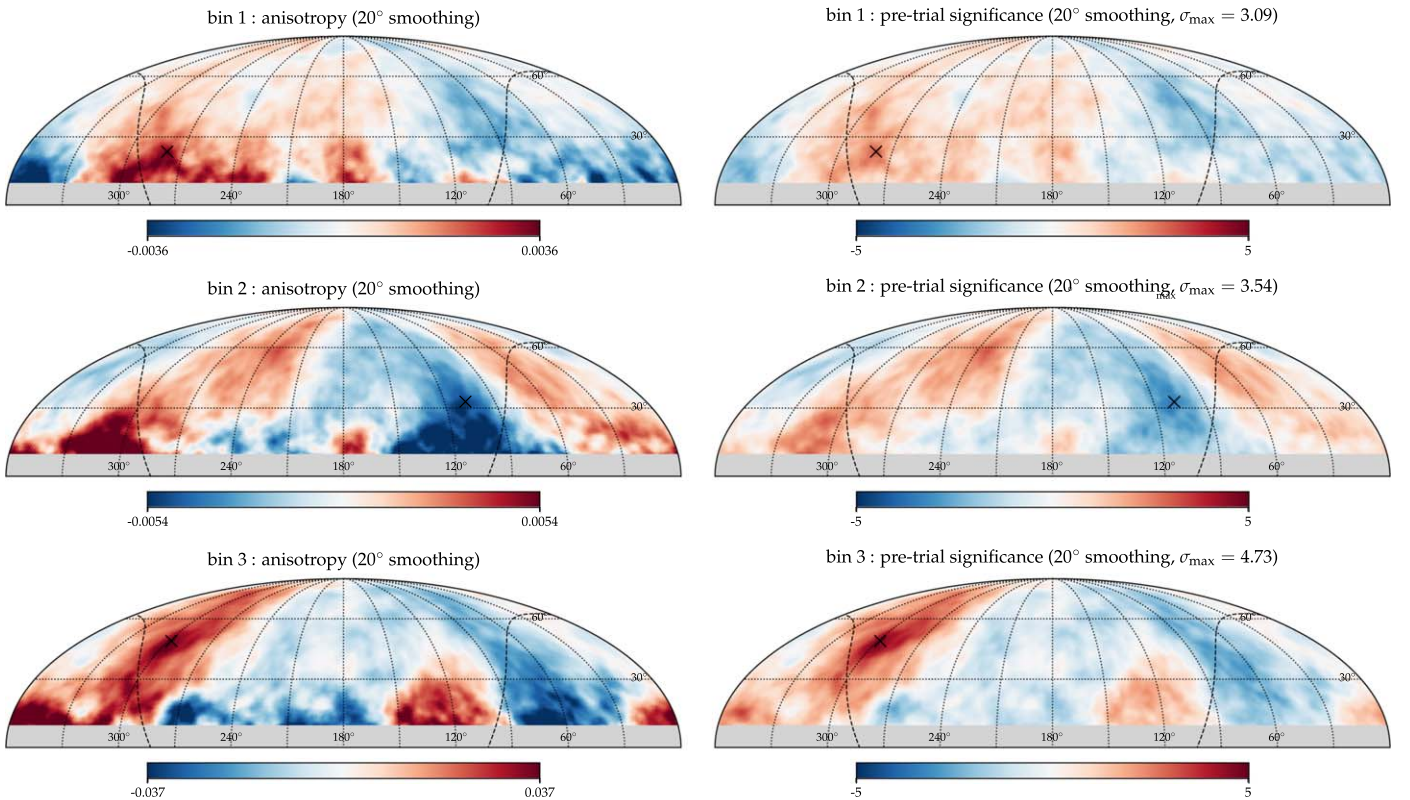 bin 1 : anisotropy (20° smoothing)
bin 1 : pre-trial significance (20° smoothing, σmax = 3.09)
60°
30°
300° 240° 180° 120° 60°
-0.0036 0.0036
60°
30°
300° 240° 180° 120° 60°
-5 5
bin 2 : anisotropy (20° smoothing)
bin 2 : pre-trial significance (20° smoothing, σmax = 3.54)
max
60°
30°
300° 240° 180° 120° 60°
-0.0054 0.0054
60°
30°
300° 240° 180° 120° 60°
-5 5
bin 3 : anisotropy (20° smoothing)
bin 3 : pre-trial significance (20° smoothing, σmax = 4.73)
60°
30°
300° 240° 180° 120° 60°
-0.037 0.037
60°
30°
300° 240° 180° 120° 60°
-5 5